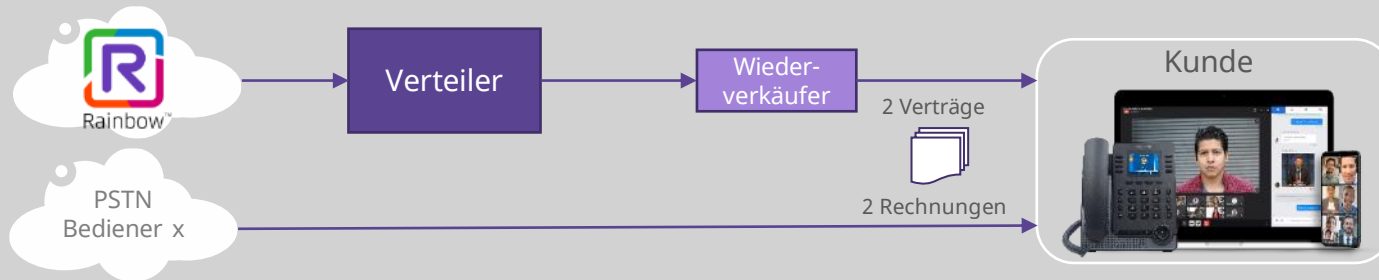 R
Rainbow™
Verteiler
Wieder-
verkäufer
2 Verträge
Kunde
PSTN
Bediener x
2 Rechnungen